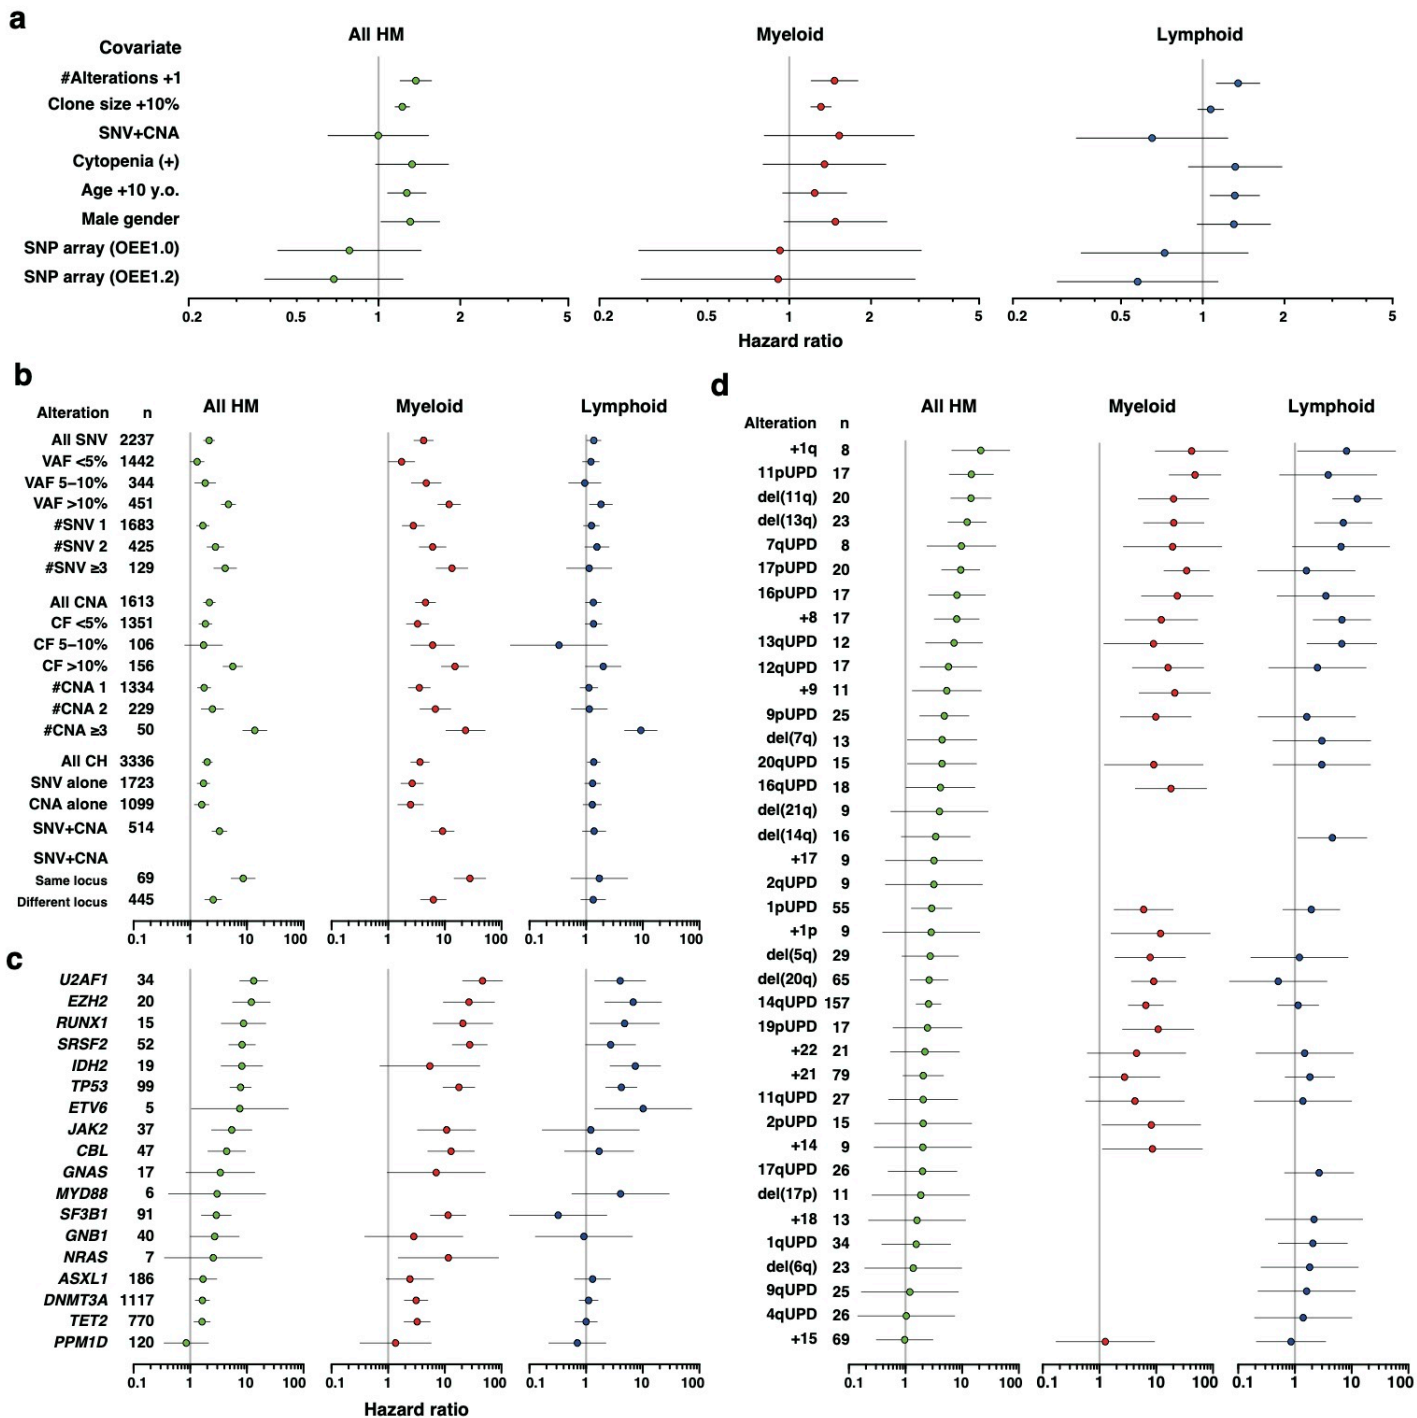 a
All HM
Myeloid
Lymphoid
Covariate
#Alterations +1
Clone size +10%
SNV+CNA
Cytopenia (+)
Age +10 y.o.
Male gender
SNP array (OEE1.0)
SNP array (OEE1.2)
0.2 0.5 1 2 5
0.2 0.5 1 2 5
0.2 0.5 1 2 5
Hazard ratio
b
Alteration n All HM Myeloid Lymphoid
All SNV 2237
VAF <5% 1442
VAF 5−10% 344
VAF >10% 451
#SNV 1 1683
#SNV 2 425
#SNV ≥3 129
All CNA 1613
CF <5% 1351
CF 5−10% 106
CF >10% 156
#CNA 1 1334
#CNA 2 229
#CNA ≥3 50
All CH 3336
SNV alone 1723
CNA alone 1099
SNV+CNA 514
SNV+CNA
Same locus 69
Different locus 445
0.1 1 10 100
0.1 1 10 100
0.1 1 10 100
c
U2AF1 34
EZH2 20
RUNX1 15
SRSF2 52
IDH2 19
TP53 99
ETV6 5
JAK2 37
CBL 47
GNAS 17
MYD88 6
SF3B1 91
GNB1 40
NRAS 7
ASXL1 186
DNMT3A 1117
TET2 770
PPM1D 120
0.1 1 10 100
0.1 1 10 100
0.1 1 10 100
Hazard ratio
d
Alteration n All HM Myeloid Lymphoid
+1q 8
11pUPD 17
del(11q) 20
del(13q) 23
7qUPD 8
17pUPD 20
16pUPD 17
+8 17
13qUPD 12
12qUPD 17
+9 11
9pUPD 25
del(7q) 13
20qUPD 15
16qUPD 18
del(21q) 9
del(14q) 16
+17 9
2qUPD 9
1pUPD 55
+1p 9
del(5q) 29
del(20q) 65
14qUPD 157
19pUPD 17
+22 21
+21 79
11qUPD 27
2pUPD 15
+14 9
17qUPD 26
del(17p) 11
+18 13
1qUPD 34
del(6q) 23
9qUPD 25
4qUPD 26
+15 69
0.1 1 10 100
0.1 1 10 100
0.1 1 10 100